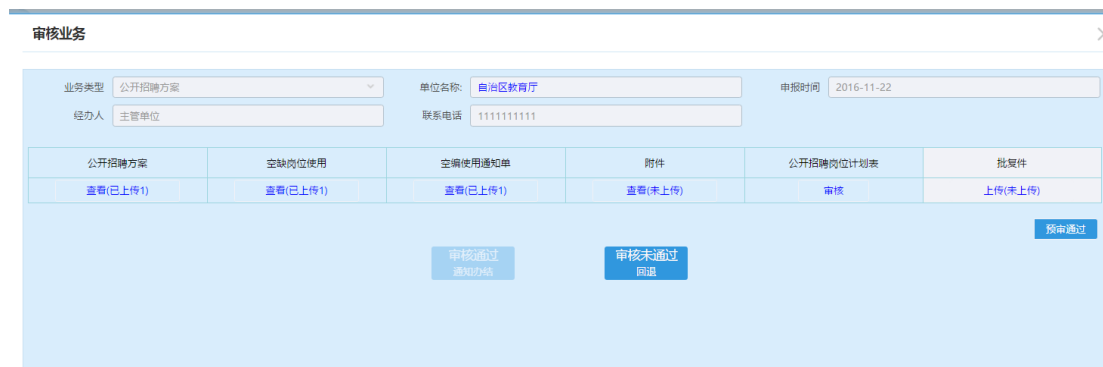 审核业务
业务类型 公开招聘方案 单位名称: 自治区教育厅 申报时间 2016-11-22
经办人 主管单位 联系电话 1111111111
公开招聘方案 空缺岗位使用 空编使用通知单 附件 公开招聘岗位计划表 批复件
查看(已上传1) 查看(已上传1) 查看(已上传1) 查看(未上传) 审核 上传(未上传)
预审通过
审核通过 审核未通过
通知办结 回退